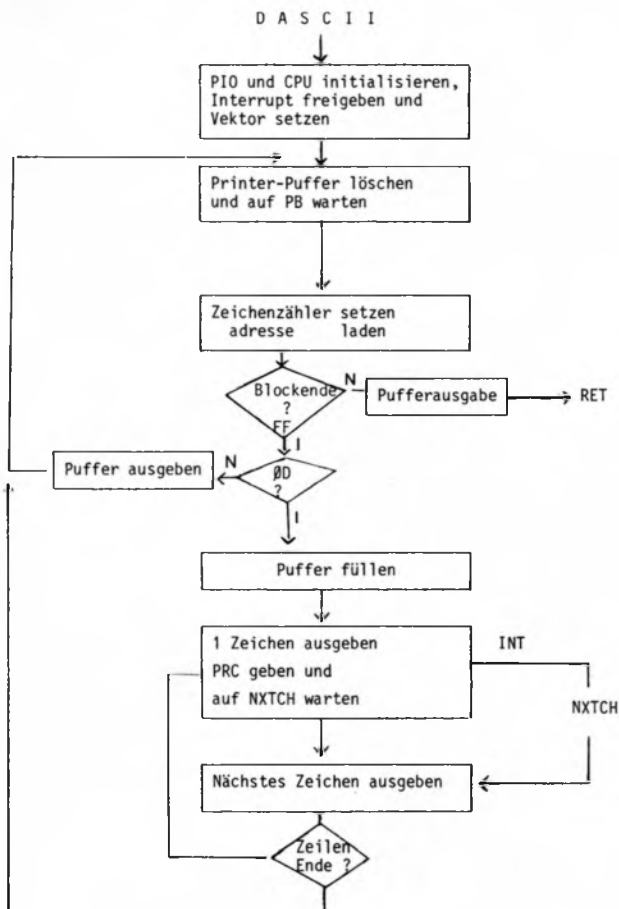 D A S C I I
PIO und CPU initialisieren,
Interrupt freigeben und
Vektor setzen
Printer-Puffer löschen
und auf PB warten
Zeichenzähler setzen
adresse laden
Blockende
?
FF
N
Pufferausgabe
RET
I
Puffer ausgeben
N
ØD
?
I
Puffer füllen
1 Zeichen ausgeben
PRC geben und
auf NXTCH warten
INT
NXTCH
Nächstes Zeichen ausgeben
Zeilen
Ende ?